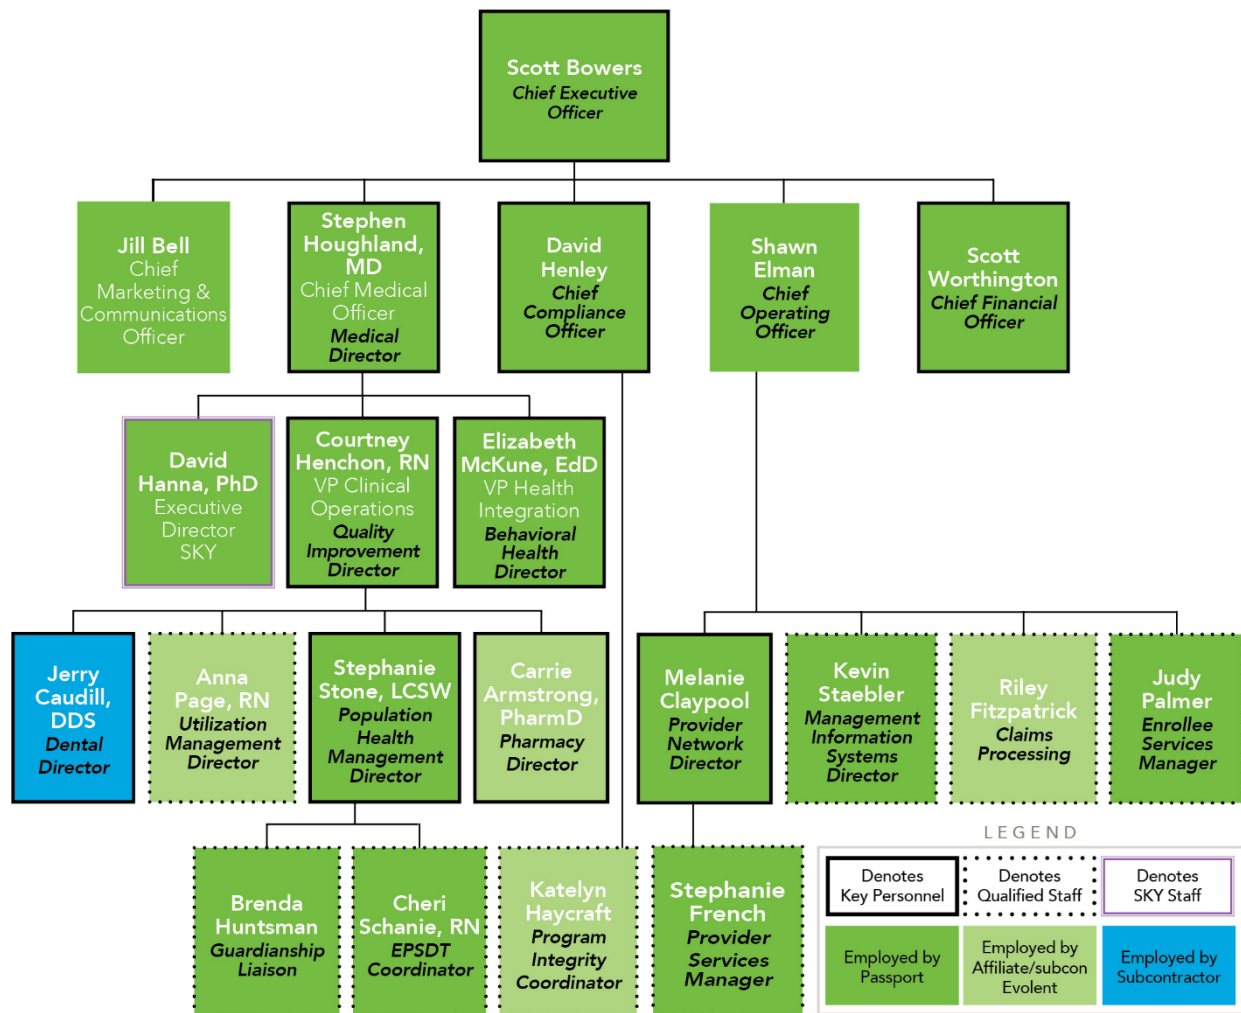 Scott Bowers
Chief Executive
Officer
Jill Bell
Chief
Marketing &
Communications
Officer
Stephen
Houghland,
MD
Chief Medical
Officer
Medical
Director
David
Henley
Chief
Compliance
Officer
Shawn
Elman
Chief
Operating
Officer
Scott
Worthington
Chief Financial
Officer
David
Hanna, PhD
Executive
Director
SKY
Courtney
Henchon, RN
VP Clinical
Operations
Quality
Improvement
Director
Elizabeth
McKune, EdD
VP Health
Integration
Behavioral
Health
Director
Jerry
Caudill,
DDS
Dental
Director
Anna
Page, RN
Utilization
Management
Director
Stephanie
Stone, LCSW
Population
Health
Management
Director
Carrie
Armstrong,
PharmD
Pharmacy
Director
Melanie
Claypool
Provider
Network
Director
Kevin
Staebler
Management
Information
Systems
Director
Riley
Fitzpatrick
Claims
Processing
Judy
Palmer
Enrollee
Services
Manager
Brenda
Huntsman
Guardianship
Liaison
Cheri
Schanie, RN
EPSDT
Coordinator
Katelyn
Haycraft
Program
Integrity
Coordinator
Stephanie
French
Provider
Services
Manager
LEGEND
Denotes
Key Personnel
Denotes
Qualified Staff
Denotes
SKY Staff
Employed by
Passport
Employed by
Affiliate/subcon
Evolent
Employed by
Subcontractor